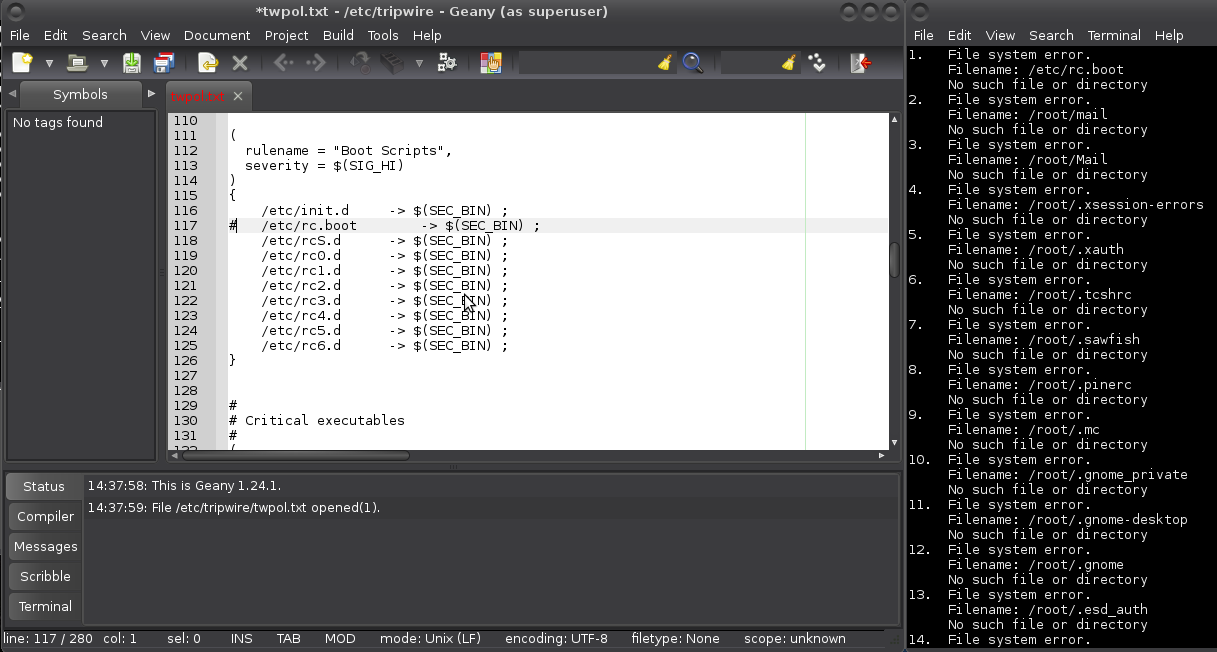 *twpol.txt - /etc/tripwire - Geany (as superuser)
File Edit Search View Document Project Build Tools Help
Symbols
twpol.txt
No tags found
110
111 (
112 rulename = "Boot Scripts",
113 severity = $(SIG_HI)
114 )
115 {
116 /etc/init.d -> $(SEC_BIN) ;
117 # /etc/rc.boot -> $(SEC_BIN) ;
118 /etc/rcS.d -> $(SEC_BIN) ;
119 /etc/rc0.d -> $(SEC_BIN) ;
120 /etc/rc1.d -> $(SEC_BIN) ;
121 /etc/rc2.d -> $(SEC_BIN) ;
122 /etc/rc3.d -> $(SEC_BIN) ;
123 /etc/rc4.d -> $(SEC_BIN) ;
124 /etc/rc5.d -> $(SEC_BIN) ;
125 /etc/rc6.d -> $(SEC_BIN) ;
126 }
127
128
129 #
130 # Critical executables
131 #
132 (
Status
Compiler
Messages
Scribble
Terminal
14:37:58: This is Geany 1.24.1.
14:37:59: File /etc/tripwire/twpol.txt opened(1).
line: 117 / 280 col: 1 sel: 0 INS TAB MOD mode: Unix (LF) encoding: UTF-8 filetype: None scope: unknown
File Edit View Search Terminal Help
1. File system error.
Filename: /etc/rc.boot
No such file or directory
2. File system error.
Filename: /root/mail
No such file or directory
3. File system error.
Filename: /root/Mail
No such file or directory
4. File system error.
Filename: /root/.xsession-errors
No such file or directory
5. File system error.
Filename: /root/.xauth
No such file or directory
6. File system error.
Filename: /root/.tcshrc
No such file or directory
7. File system error.
Filename: /root/.sawfish
No such file or directory
8. File system error.
Filename: /root/.pinerc
No such file or directory
9. File system error.
Filename: /root/.mc
No such file or directory
10. File system error.
Filename: /root/.gnome_private
No such file or directory
11. File system error.
Filename: /root/.gnome-desktop
No such file or directory
12. File system error.
Filename: /root/.gnome
No such file or directory
13. File system error.
Filename: /root/.esd_auth
No such file or directory
14. File system error.